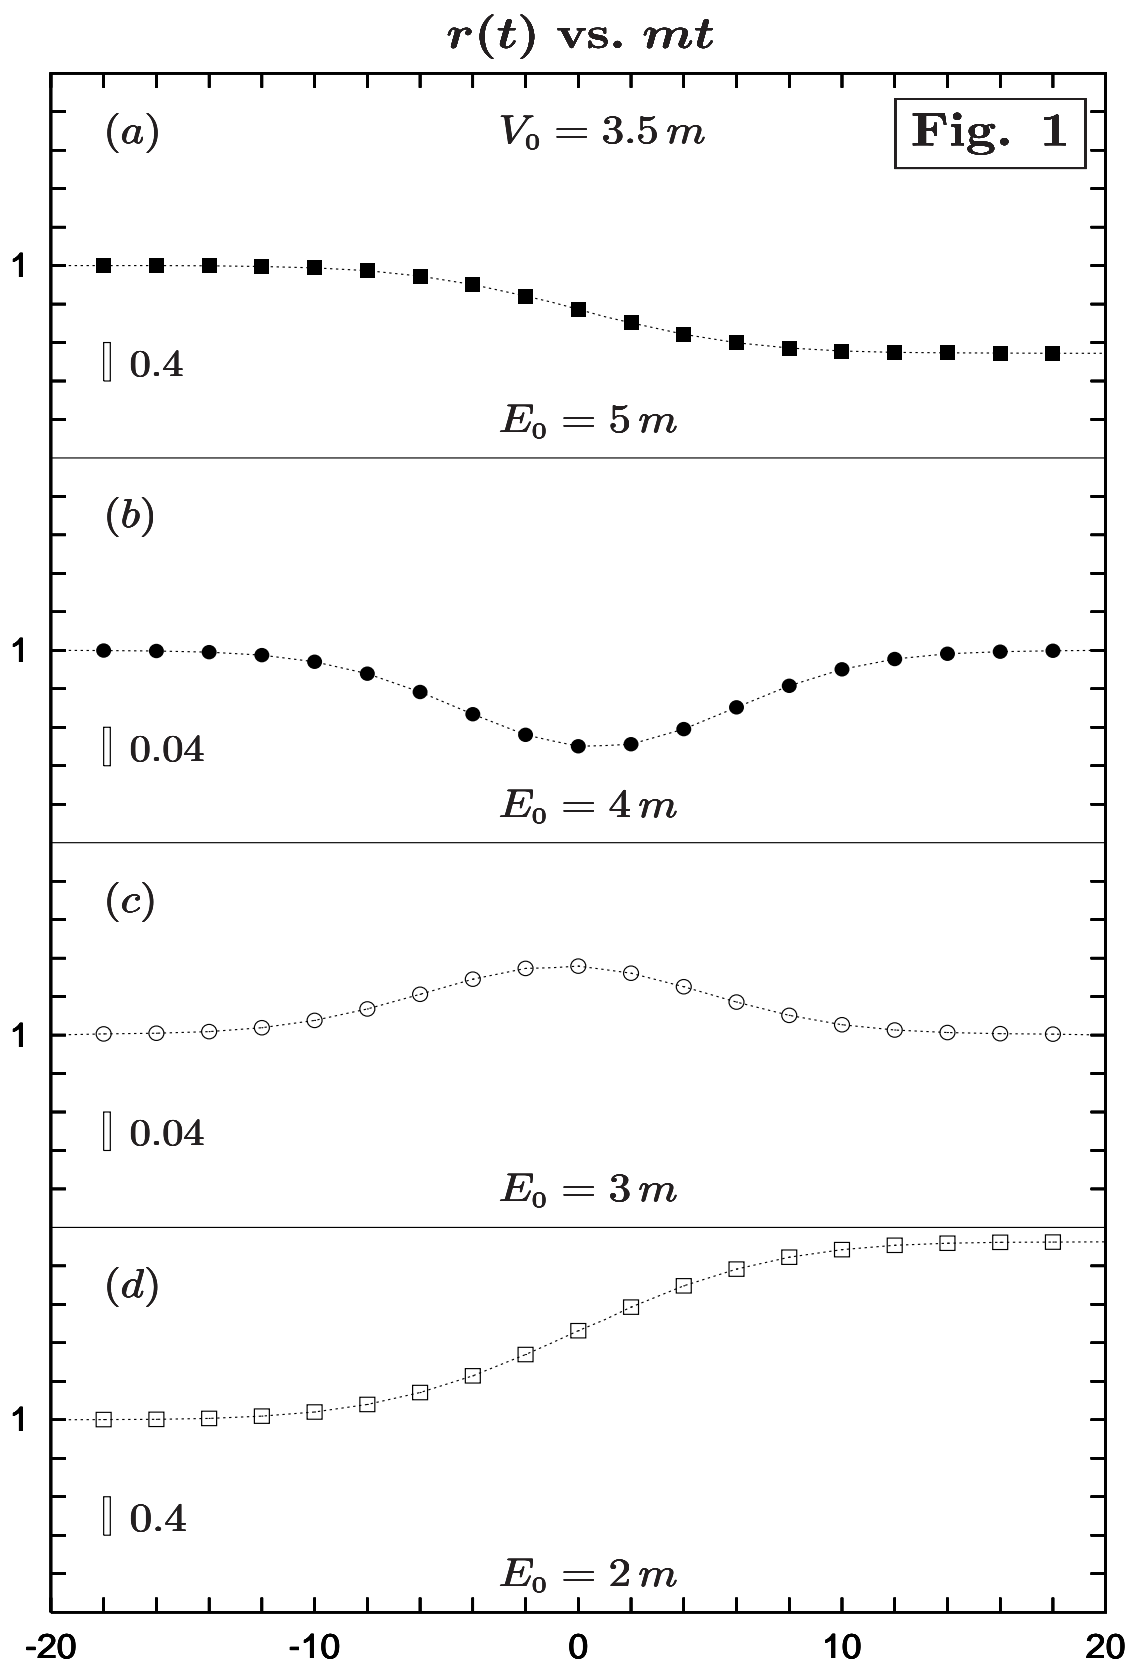 r(t) vs. mt
(a) V₀ = 3.5 m Fig. 1
1
0.4
E₀ = 5 m
(b)
1
0.04
E₀ = 4 m
(c)
1
0.04
E₀ = 3 m
(d)
1
0.4
E₀ = 2 m
-20 -10 0 10 20